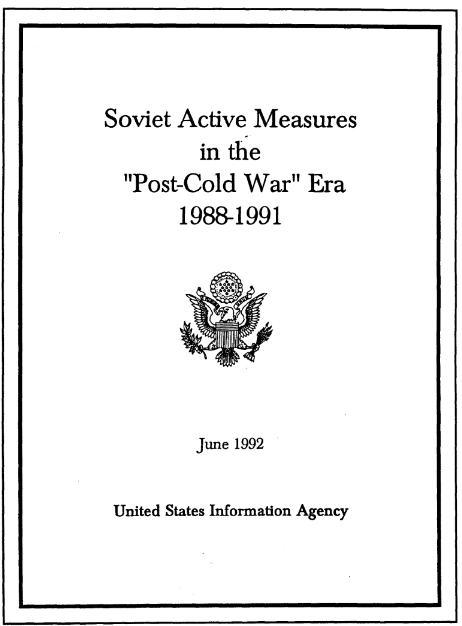 Soviet Active Measures
in the
"Post-Cold War" Era
1988-1991
June 1992
United States Information Agency